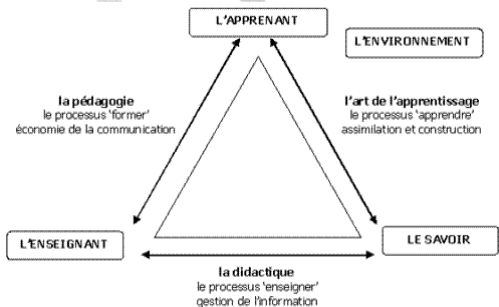 L'APPRENANT
L'ENVIRONNEMENT
la pédagogie
le processus 'former'
économie de la communication
l'art de l'apprentissage
le processus 'apprendre'
assimilation et construction
L'ENSEIGNANT
LE SAVOIR
la didactique
le processus 'enseigner'
gestion de l'information